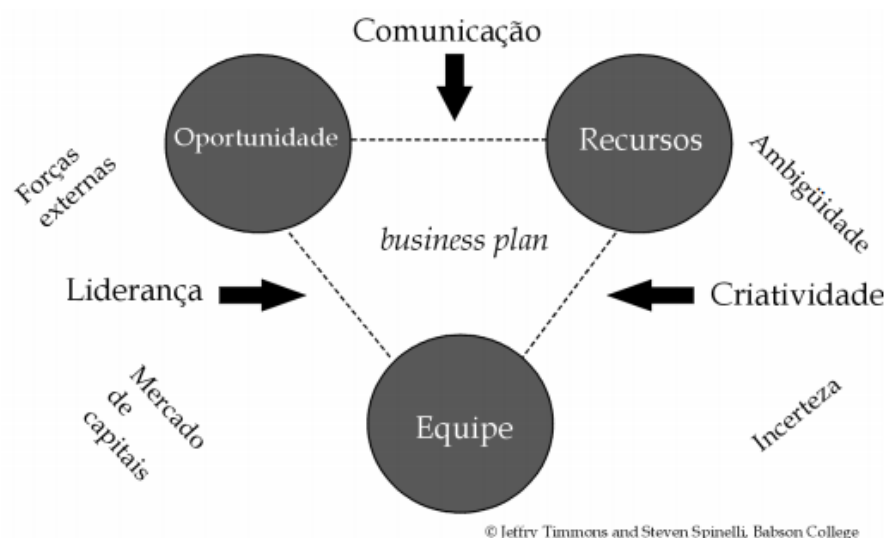 Comunicação
Oportunidade
Recursos
Forças
externas
Ambigüidade
business plan
Liderança
Criatividade
Mercado
de
capitais
Equipe
Incerteza
© Jeffry Timmons and Steven Spinelli, Babson College